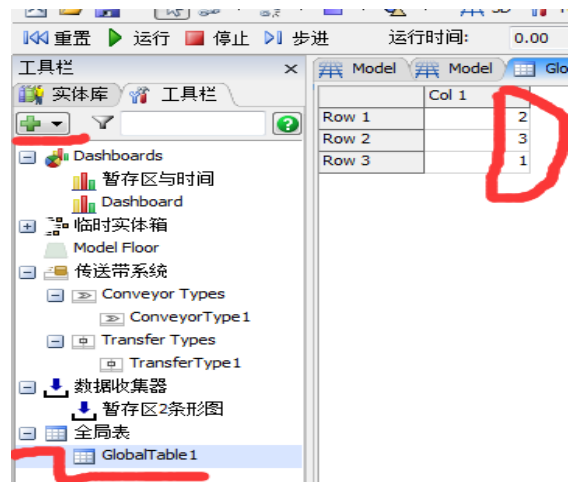 重置 运行 停止 步进 运行时间: 0.00
工具栏 ×
实体库 工具栏
Dashboards
暂存区与时间
Dashboard
临时实体箱
Model Floor
传送带系统
Conveyor Types
ConveyorType1
Transfer Types
TransferType1
数据收集器
暂存区2条形图
全局表
GlobalTable1
Model Model Glo
Col 1
Row 1 2
Row 2 3
Row 3 1